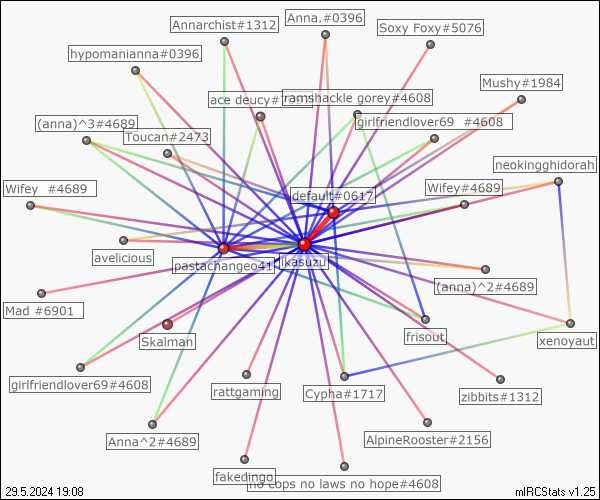 Anna.#0396
Annarchist#1312
Soxy Foxy#5076
hypomanianna#0396
Mushy#1984
ace deucy#
ramshackle gorey#4608
(anna)^3#4689
Toucan#2473
girlfriendlover69 #4608
neokingghidorah
Wifey #4689
default#0617
Wifey#4689
avelicious
pastachangeo41
ikasuzu
(anna)^2#4689
Mad #6901
Skalman
frisout
xenoyaut
girlfriendlover69#4608
rattgaming
Cypha#1717
zibbits#1312
Anna^2#4689
AlpineRooster#2156
fakedingo
no cops no laws no hope#4608
29.5.2024 19:08
mIRCStats v1.25